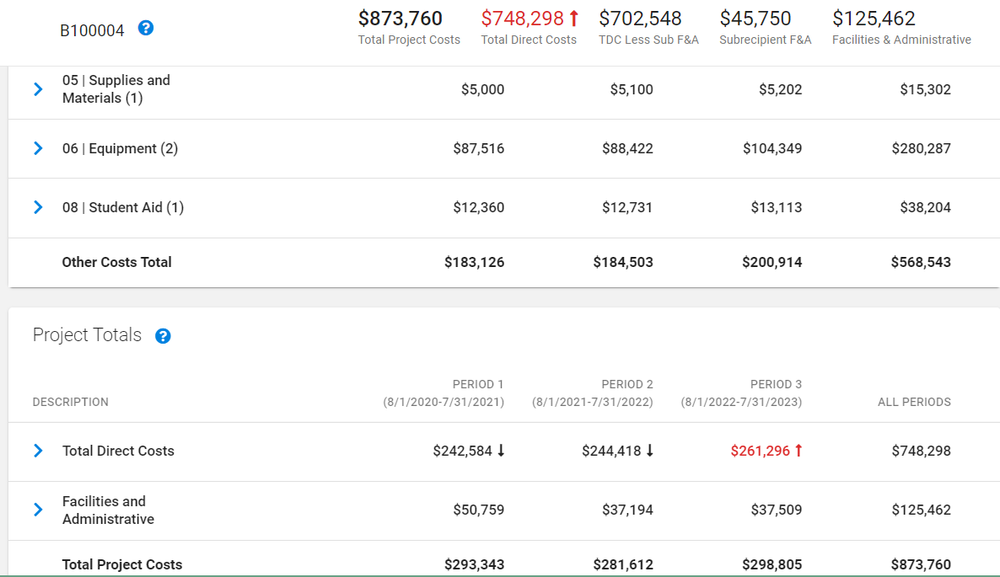 B100004 ?
$873,760 $748,298 ↑ $702,548 $45,750 $125,462
Total Project Costs Total Direct Costs TDC Less Sub F&A Subrecipient F&A Facilities & Administrative
05 | Supplies and
Materials (1) $5,000 $5,100 $5,202 $15,302
06 | Equipment (2) $87,516 $88,422 $104,349 $280,287
08 | Student Aid (1) $12,360 $12,731 $13,113 $38,204
Other Costs Total $183,126 $184,503 $200,914 $568,543
Project Totals ?
PERIOD 1 PERIOD 2 PERIOD 3
DESCRIPTION (8/1/2020-7/31/2021) (8/1/2021-7/31/2022) (8/1/2022-7/31/2023) ALL PERIODS
Total Direct Costs $242,584 ↓ $244,418 ↓ $261,296 ↑ $748,298
Facilities and
Administrative $50,759 $37,194 $37,509 $125,462
Total Project Costs $293,343 $281,612 $298,805 $873,760